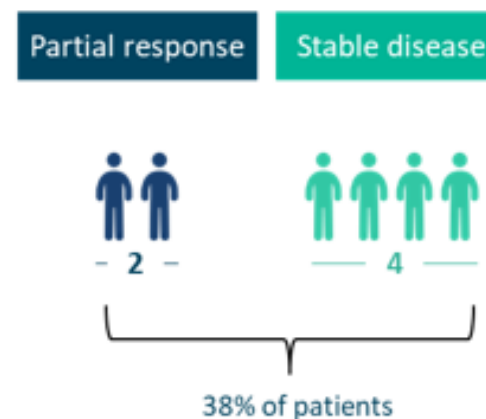 Partial response
Stable disease
2
4
38% of patients